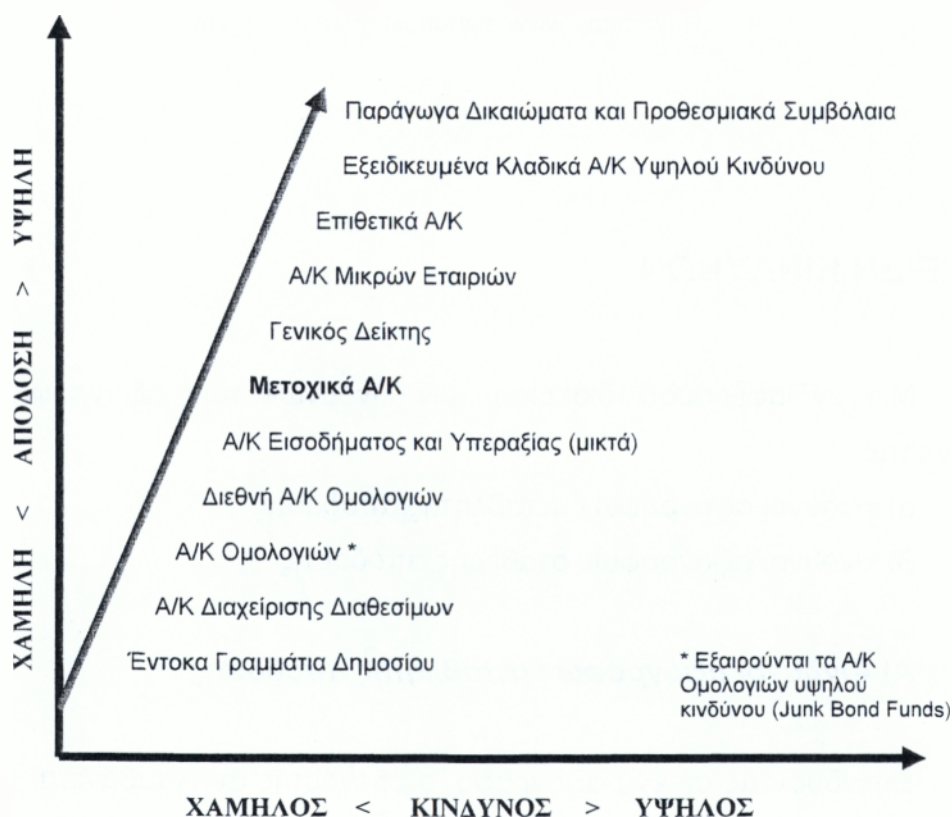 Παράγωγα Δικαιώματα και Προθεσμιακά Συμβόλαια
Εξειδικευμένα Κλαδικά Α/Κ Υψηλού Κινδύνου
Επιθετικά Α/Κ
Α/Κ Μικρών Εταιριών
Γενικός Δείκτης
Μετοχικά Α/Κ
Α/Κ Εισοδήματος και Υπεραξίας (μικτά)
Διεθνή Α/Κ Ομολογιών
Α/Κ Ομολογιών *
Α/Κ Διαχείρισης Διαθεσίμων
Έντοκα Γραμμάτια Δημοσίου
* Εξαιρούνται τα Α/Κ
Ομολογιών υψηλού
κινδύνου (Junk Bond Funds)
ΧΑΜΗΛΗ < ΑΠΟΔΟΣΗ > ΥΨΗΛΗ
ΧΑΜΗΛΟΣ < ΚΙΝΔΥΝΟΣ > ΥΨΗΛΟΣ